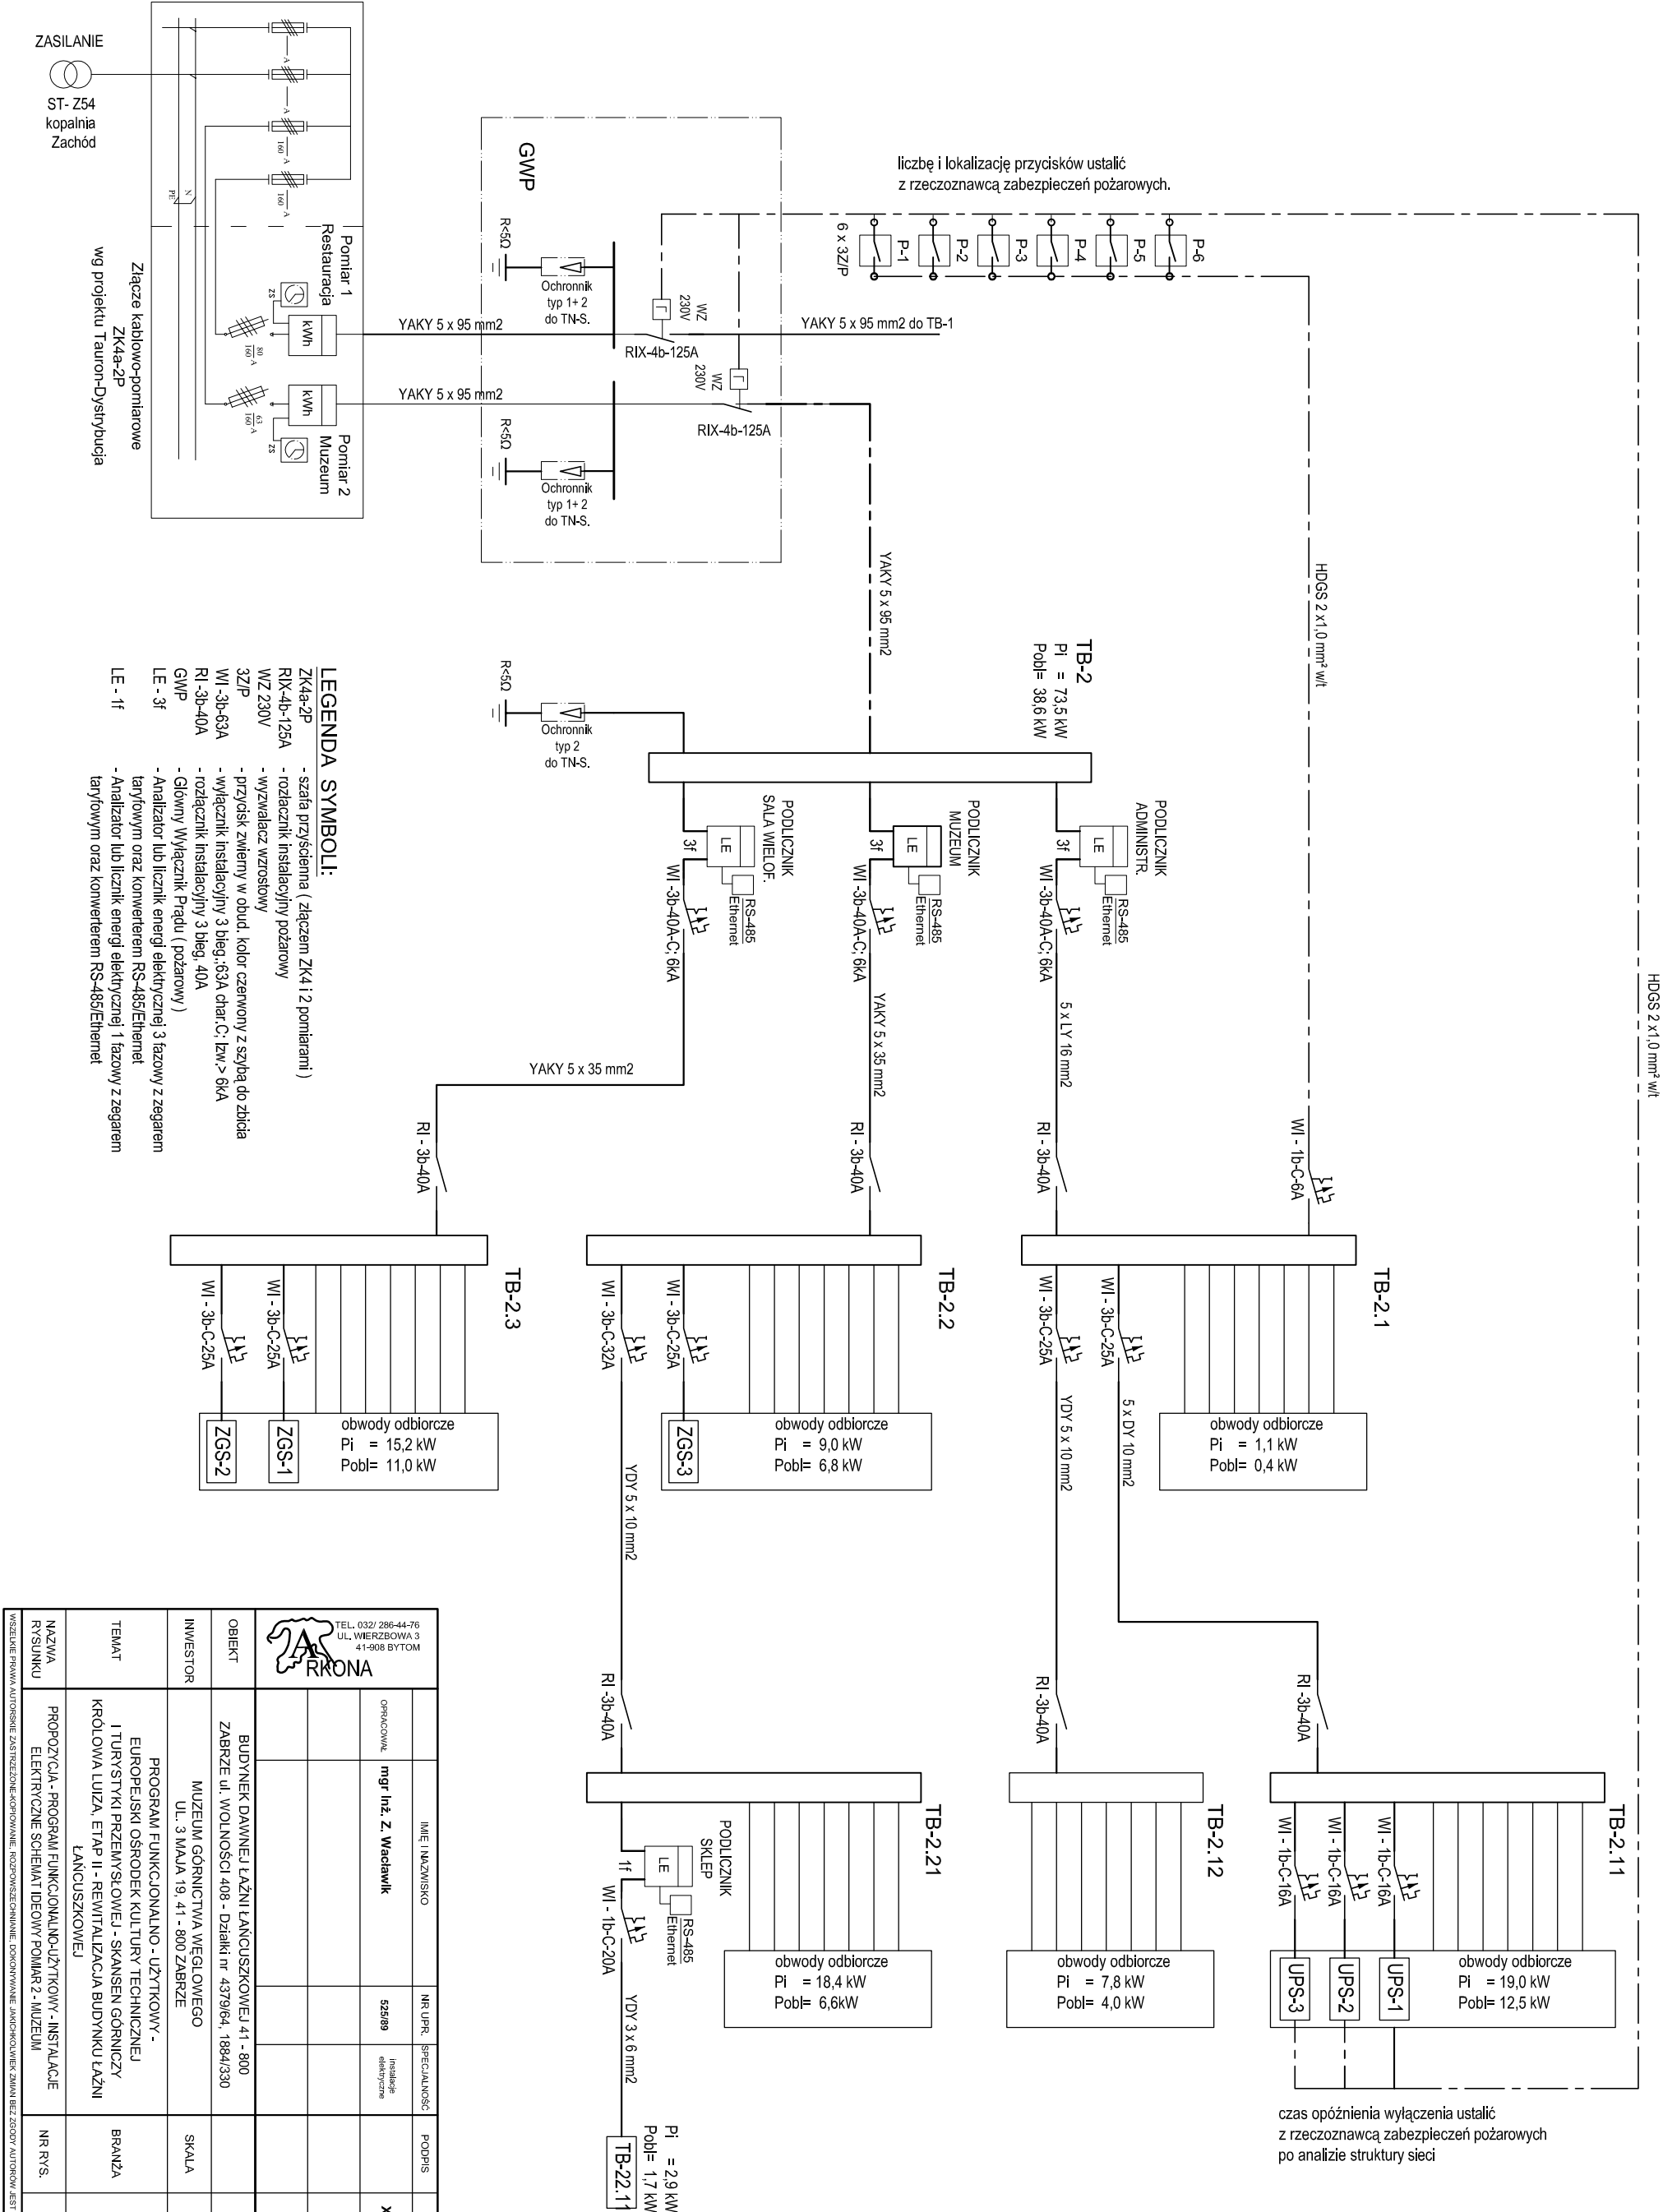 ZASILANIE
ST- Z54
kopalnia
Zachód
A
A
160 A
160 A
N
PE
Pomiar 1
Restauracja
kWh
zs
80
160 A
Pomiar 2
Muzeum
kWh
zs
63
160 A
Złącze kablowo-pomiarowe
ZK4a-2P
wg projektu Tauron-Dystrybucja
YAKY 5 x 95 mm2
YAKY 5 x 95 mm2
GWP
R<5Ω
Ochronnik
typ 1+ 2
do TN-S.
R<5Ω
Ochronnik
typ 1+ 2
do TN-S.
WZ
230V
RIX-4b-125A
WZ
230V
RIX-4b-125A
YAKY 5 x 95 mm2 do TB-1
liczbę i lokalizację przycisków ustalić
z rzeczoznawcą zabezpieczeń pożarowych.
6 x 3Z/P
P-1
P-2
P-3
P-4
P-5
P-6
HDGS 2 x1,0 mm² w/t
HDGS 2 x1,0 mm² w/t
YAKY 5 x 95 mm2
TB-2
Pi = 73,5 kW
Pobl= 38,6 kW
R<5Ω
Ochronnik
typ 2
do TN-S.
PODLICZNIK
ADMINISTR.
LE
3f
RS-485
Ethernet
WI -3b-40A-C; 6kA
5 x LY 16 mm2
RI - 3b-40A
PODLICZNIK
MUZEUM
LE
3f
RS-485
Ethernet
WI -3b-40A-C; 6kA
YAKY 5 x 35 mm2
RI - 3b-40A
PODLICZNIK
SALA WIELOF.
LE
3f
RS-485
Ethernet
WI -3b-40A-C; 6kA
YAKY 5 x 35 mm2
RI - 3b-40A
WI - 1b-C-6A
TB-2.1
WI - 3b-C-25A
WI - 3b-C-25A
obwody odbiorcze
Pi = 1,1 kW
Pobl= 0,4 kW
5 x DY 10 mm2
YDY 5 x 10 mm2
TB-2.2
WI - 3b-C-25A
WI - 3b-C-32A
obwody odbiorcze
Pi = 9,0 kW
Pobl= 6,8 kW
ZGS-3
YDY 5 x 10 mm2
TB-2.3
WI - 3b-C-25A
WI - 3b-C-25A
obwody odbiorcze
Pi = 15,2 kW
Pobl= 11,0 kW
ZGS-1
ZGS-2
RI -3b-40A
TB-2.11
WI - 1b-C-16A
WI - 1b-C-16A
WI - 1b-C-16A
obwody odbiorcze
Pi = 19,0 kW
Pobl= 12,5 kW
UPS-1
UPS-2
UPS-3
czas opóźnienia wyłączenia ustalić
z rzeczoznawcą zabezpieczeń pożarowych
po analizie struktury sieci
RI -3b-40A
TB-2.12
obwody odbiorcze
Pi = 7,8 kW
Pobl= 4,0 kW
RI -3b-40A
TB-2.21
obwody odbiorcze
Pi = 18,4 kW
Pobl= 6,6kW
PODLICZNIK
SKLEP
LE
1f
RS-485
Ethernet
WI - 1b-C-20A
YDY 3 x 6 mm2
Pi = 2,9 kW
Pobl= 1,7 kW
TB-22.11
LEGENDA SYMBOLI:
ZK4a-2P - szafa przyścienna ( złączem ZK4 i 2 pomiarami )
RIX-4b-125A - rozłacznik instalacyjny pożarowy
WZ 230V - wyzwalacz wzrostowy
3Z/P - przycisk zwierny w obud. kolor czerwony z szybą do zbicia
WI -3b-63A - wyłącznik instalacyjny 3 bieg.;63A char.C; Izw.> 6kA
RI -3b-40A - rozłącznik instalacyjny 3 bieg, 40A
GWP - Główny Wyłącznik Prądu ( pożarowy )
LE - 3f - Analizator lub licznik energi elektrycznej 3 fazowy z zegarem
taryfowym oraz konwerterem RS-485/Ethernet
LE - 1f - Analizator lub licznik energi elektrycznej 1 fazowy z zegarem
taryfowym oraz konwerterem RS-485/Ethernet
TEL. 032/ 286-44-76
UL. WIERZBOWA 3
41-908 BYTOM
ARKONA
IMIĘ I NAZWISKO
NR UPR.
SPECJALNOŚĆ
PODPIS
OPRACOWAŁ
mgr inż. Z. Wacławik
525/89
instalacje
elektryczne
X
OBIEKT
BUDYNEK DAWNEJ ŁAŹNI ŁAŃCUSZKOWEJ 41 - 800
ZABRZE ul. WOLNOŚCI 408 - Działki nr 4379/64, 1884/330
INWESTOR
MUZEUM GÓRNICTWA WĘGLOWEGO
UL. 3 MAJA 19, 41 - 800 ZABRZE
SKALA
TEMAT
PROGRAM FUNKCJONALNO - UŻYTKOWY -
EUROPEJSKI OŚRODEK KULTURY TECHNICZNEJ
I TURYSTYKI PRZEMYSŁOWEJ - SKANSEN GÓRNICZY
KRÓLOWA LUIZA, ETAP II - REWITALIZACJA BUDYNKU ŁAŹNI
ŁAŃCUSZKOWEJ
BRANŻA
NAZWA
RYSUNKU
PROPOZYCJA - PROGRAM FUNKCJONALNO-UŻYTKOWY - INSTALACJE
ELEKTRYCZNE SCHEMAT IDEOWY POMIAR 2 - MUZEUM
NR RYS.
WSZELKIE PRAWA AUTORSKIE ZASTRZEŻONE-KOPIOWANIE, ROZPOWSZECHNIANIE, DOKONYWANIE JAKICHKOLWIEK ZMIAN BEZ ZGODY AUTORÓW JEST